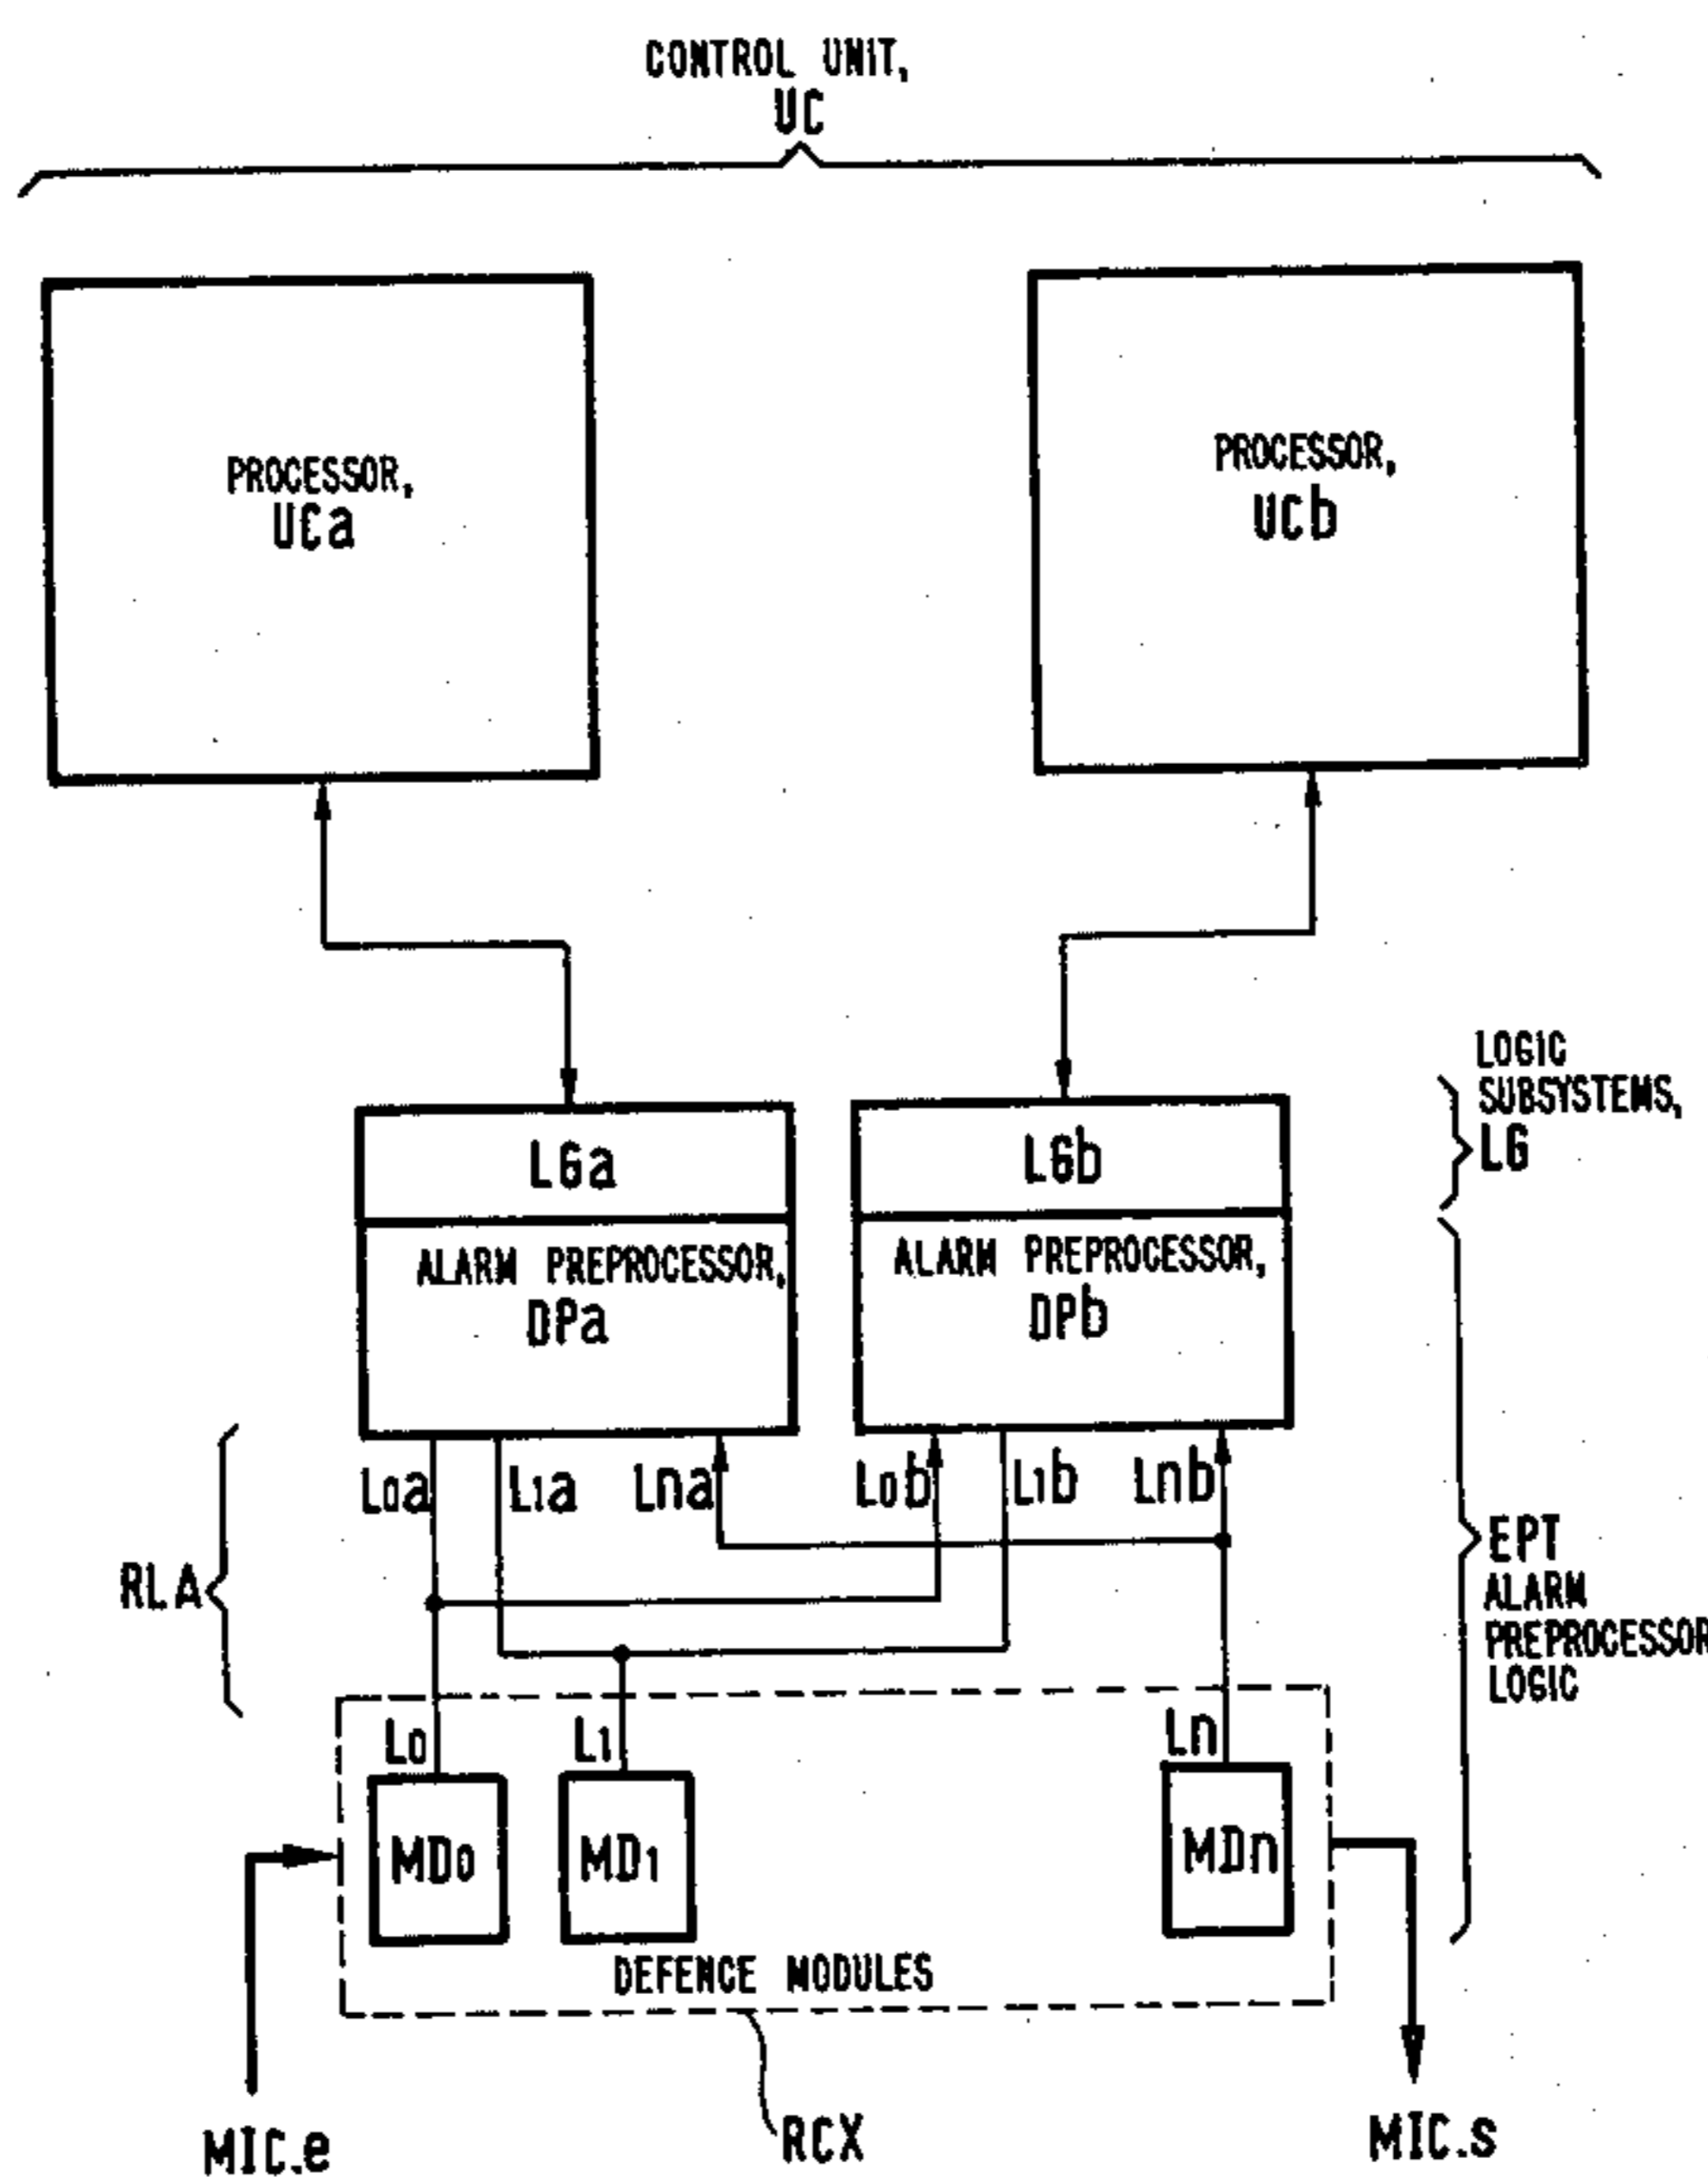 CONTROL UNIT,
UC
PROCESSOR,
UCa
PROCESSOR,
UCb
LOGIC
SUBSYSTEMS,
LG
LGa
LGb
ALARM PREPROCESSOR,
DPa
ALARM PREPROCESSOR,
DPb
L0a
L1a
Lna
L0b
L1b
Lnb
RLA
EPT
ALARM
PREPROCESSOR
LOGIC
L0
L1
Ln
MD0
MD1
MDn
DEFENCE MODULES
MIC.e
RCX
MIC.s